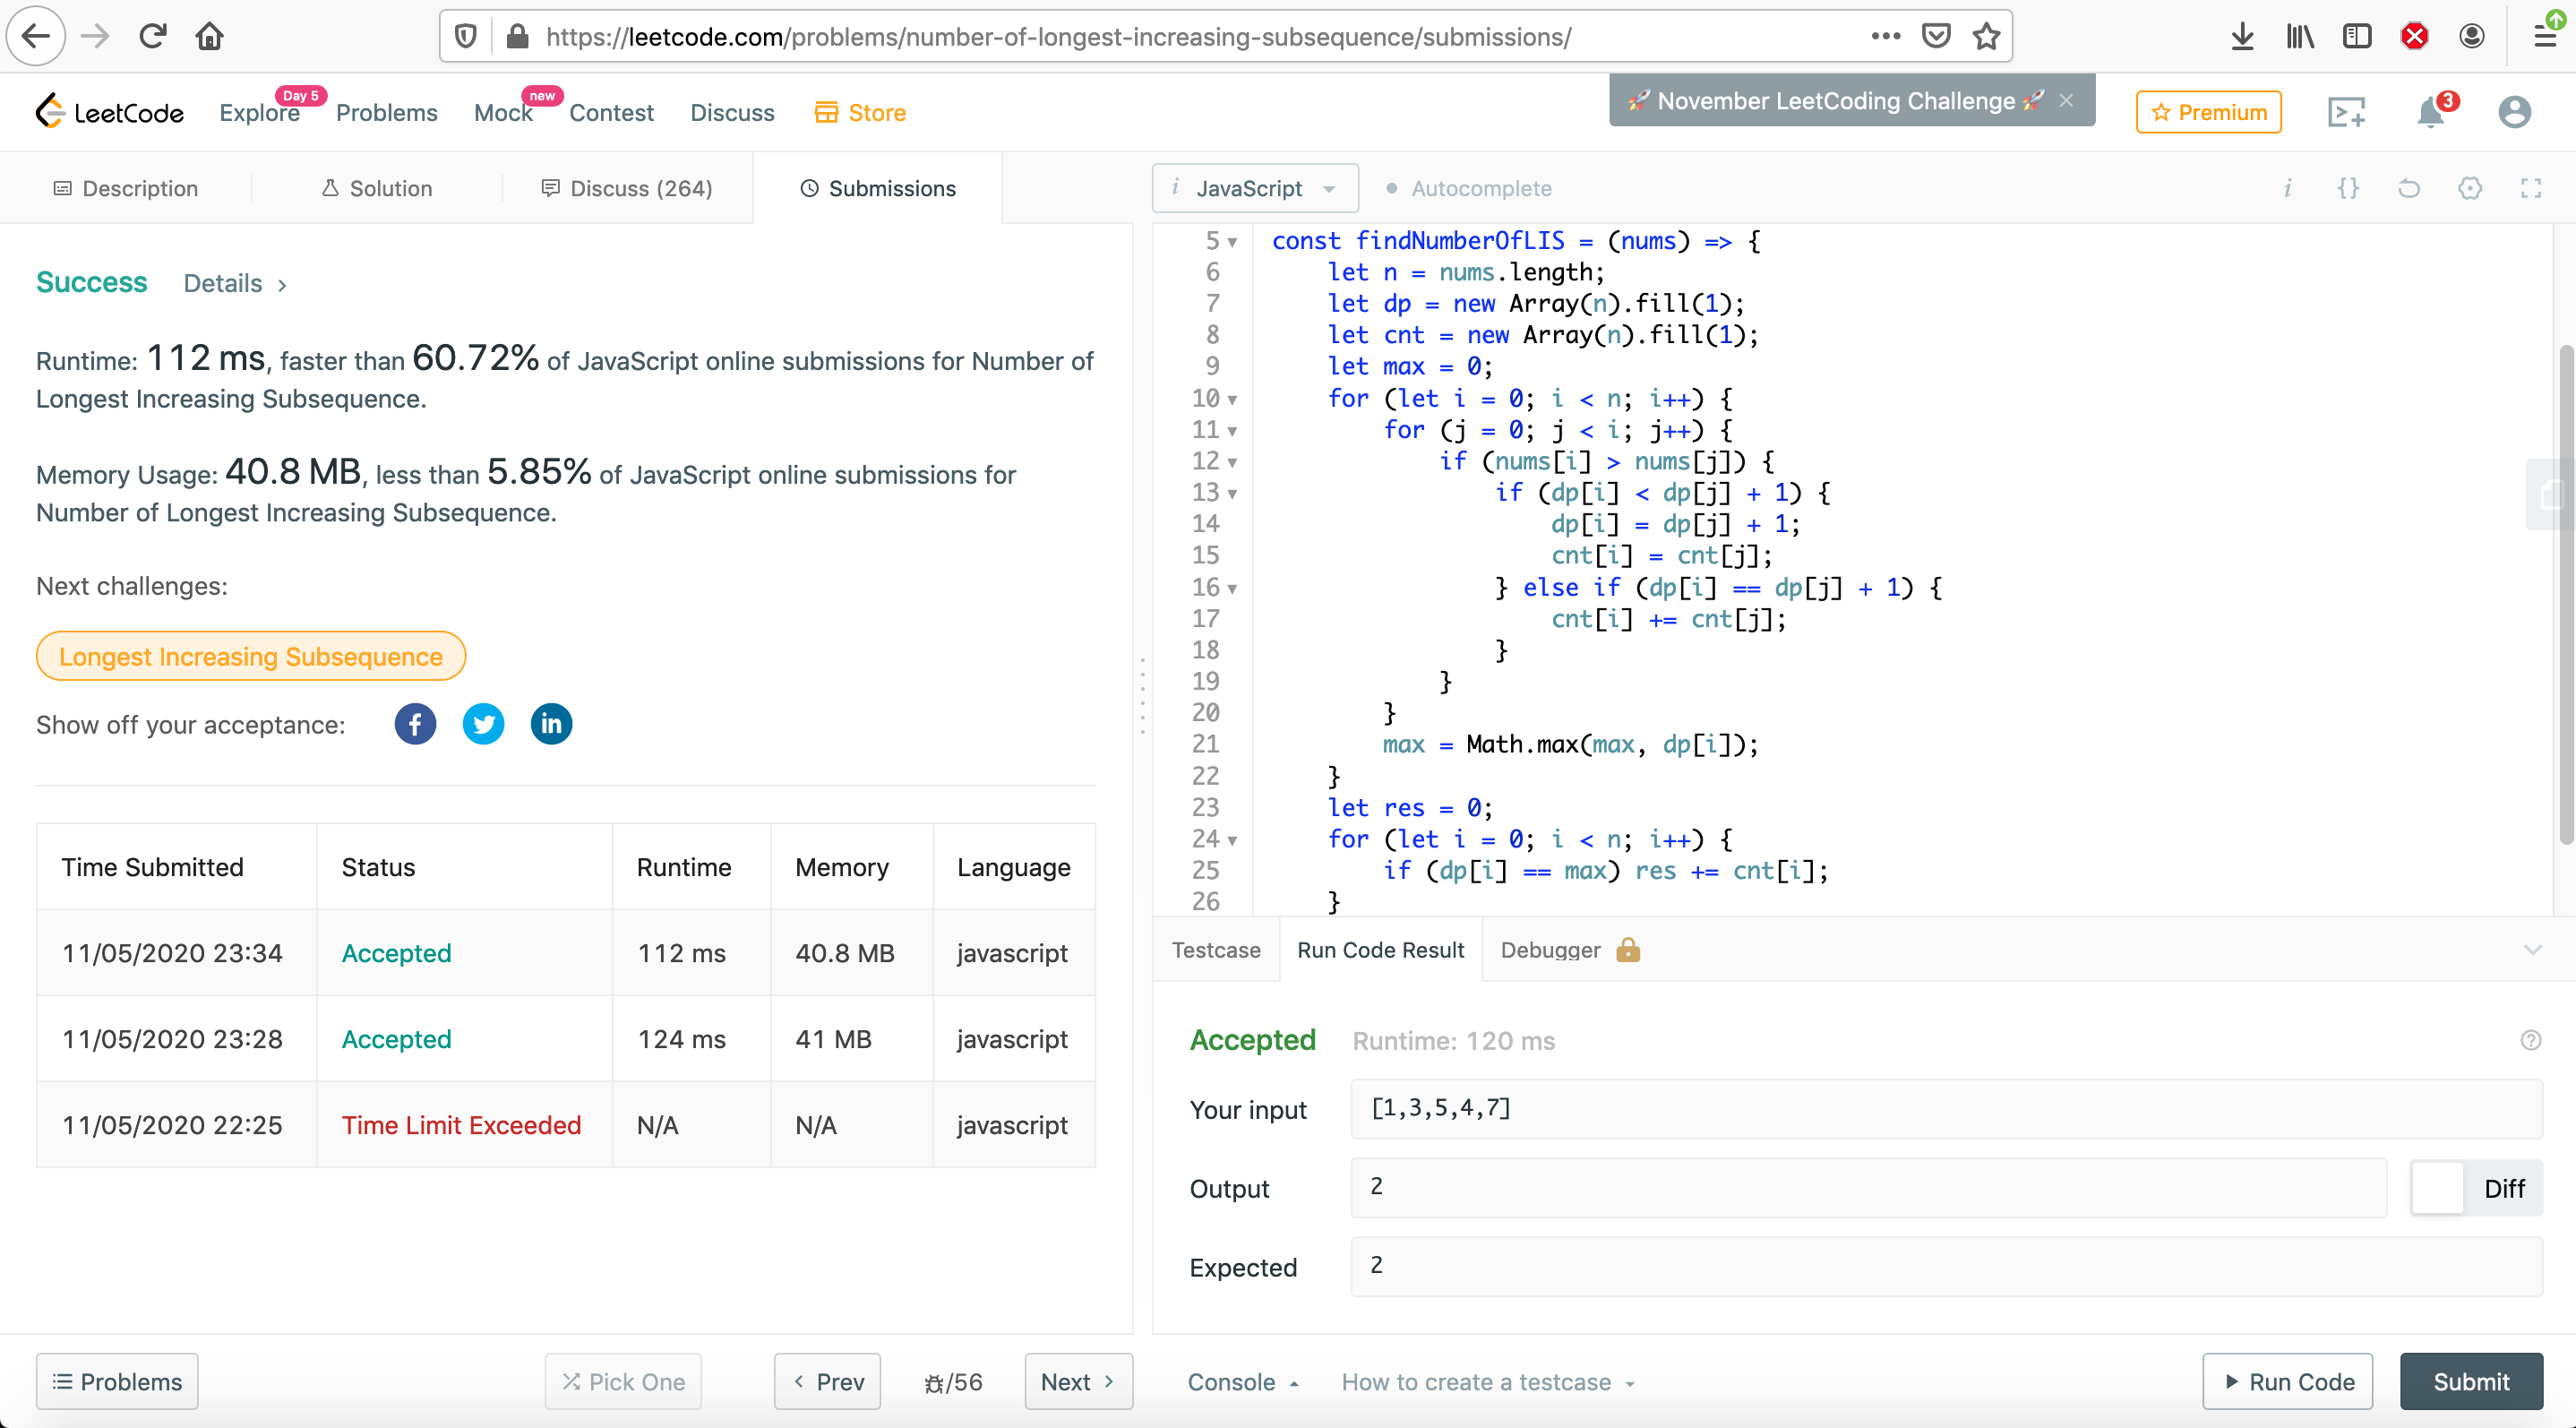 https://leetcode.com/problems/number-of-longest-increasing-subsequence/submissions/
LeetCode
Explore
Day 5
Problems
Mock
new
Contest
Discuss
Store
🚀 November LeetCoding Challenge 🚀 ×
Premium
3
Description
Solution
Discuss (264)
Submissions
Success Details >
Runtime: 112 ms, faster than 60.72% of JavaScript online submissions for Number of
Longest Increasing Subsequence.
Memory Usage: 40.8 MB, less than 5.85% of JavaScript online submissions for
Number of Longest Increasing Subsequence.
Next challenges:
Longest Increasing Subsequence
Show off your acceptance:
f in
Time Submitted Status Runtime Memory Language
11/05/2020 23:34 Accepted 112 ms 40.8 MB javascript
11/05/2020 23:28 Accepted 124 ms 41 MB javascript
11/05/2020 22:25 Time Limit Exceeded N/A N/A javascript
Problems
Pick One
< Prev
/56
Next >
i JavaScript
Autocomplete
i {}
5 const findNumberOfLIS = (nums) => {
6 let n = nums.length;
7 let dp = new Array(n).fill(1);
8 let cnt = new Array(n).fill(1);
9 let max = 0;
10 for (let i = 0; i < n; i++) {
11 for (j = 0; j < i; j++) {
12 if (nums[i] > nums[j]) {
13 if (dp[i] < dp[j] + 1) {
14 dp[i] = dp[j] + 1;
15 cnt[i] = cnt[j];
16 } else if (dp[i] == dp[j] + 1) {
17 cnt[i] += cnt[j];
18 }
19 }
20 }
21 max = Math.max(max, dp[i]);
22 }
23 let res = 0;
24 for (let i = 0; i < n; i++) {
25 if (dp[i] == max) res += cnt[i];
26 }
Testcase
Run Code Result
Debugger
Accepted Runtime: 120 ms
?
Your input [1,3,5,4,7]
Output 2 Diff
Expected 2
Console
How to create a testcase
Run Code
Submit